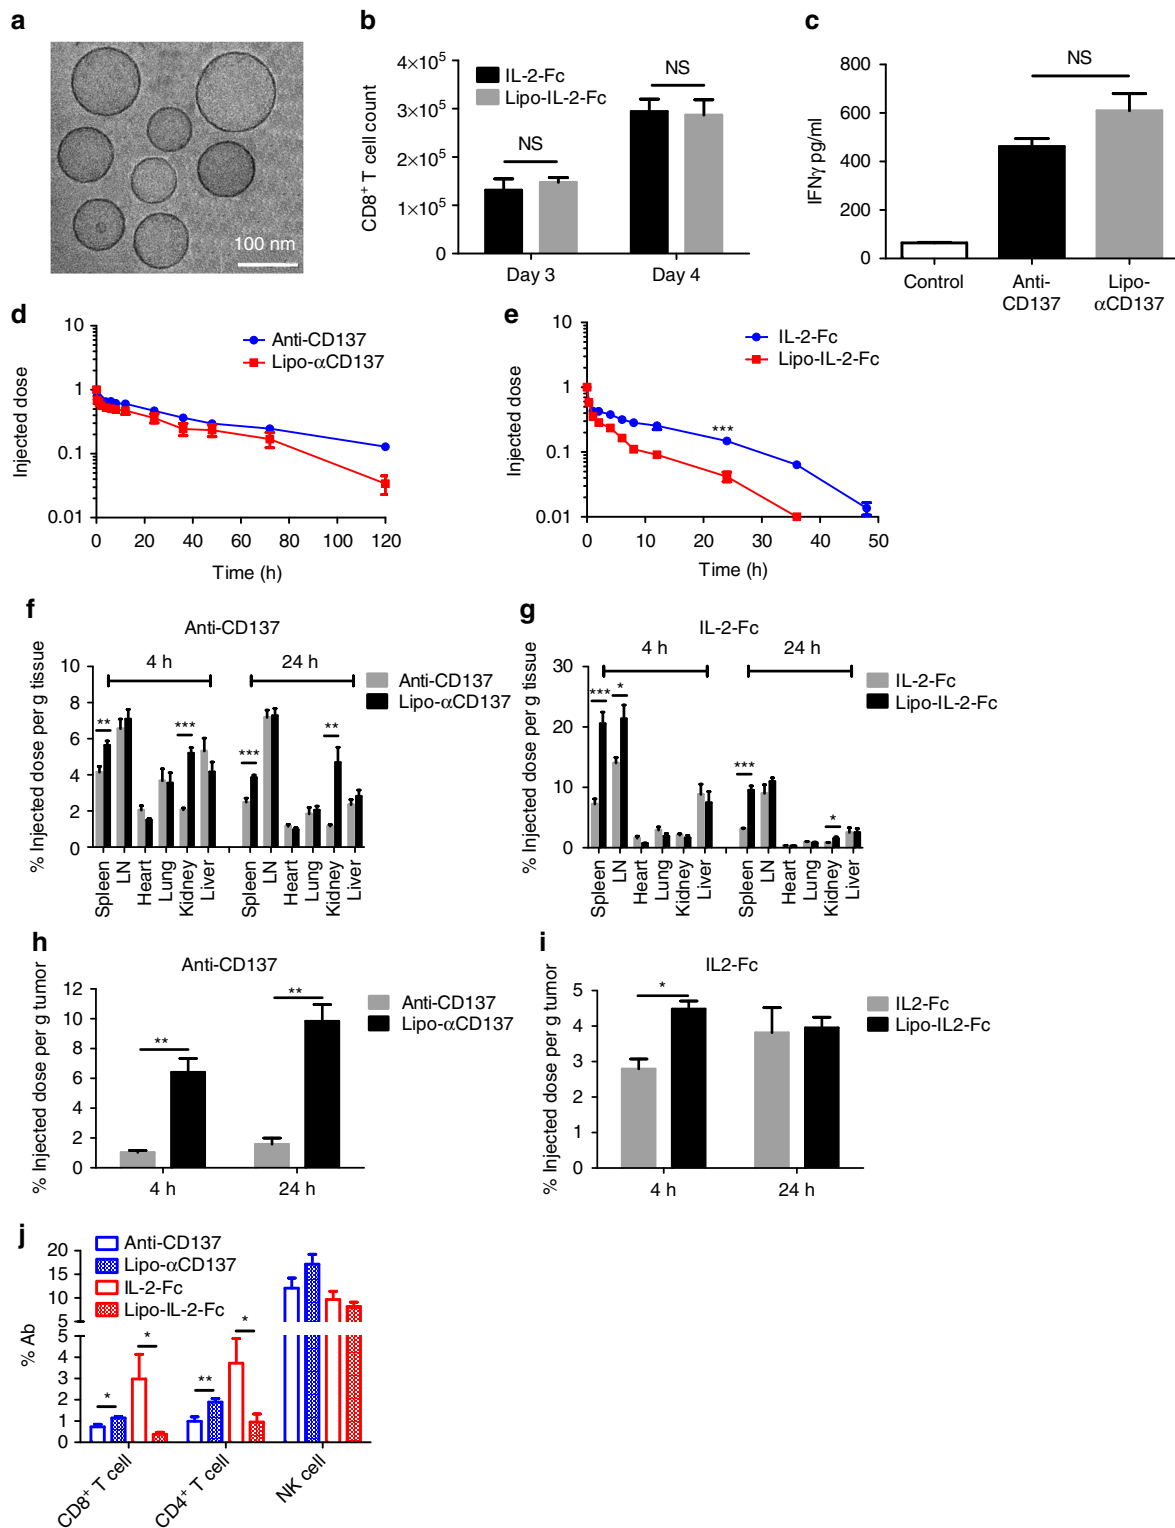 a
100 nm
b
CD8⁺ T cell count
4×10⁵
3×10⁵
2×10⁵
1×10⁵
0
IL-2-Fc
Lipo-IL-2-Fc
NS
NS
Day 3
Day 4
c
IFNγ pg/ml
800
600
400
200
0
NS
Control
Anti-
CD137
Lipo-
αCD137
d
Injected dose
10
1
0.1
0.01
Anti-CD137
Lipo-αCD137
0 20 40 60 80 100 120
Time (h)
e
Injected dose
10
1
0.1
0.01
IL-2-Fc
Lipo-IL-2-Fc
***
0 10 20 30 40 50
Time (h)
f
Anti-CD137
% Injected dose per g tissue
10
8
6
4
2
0
4 h
24 h
Anti-CD137
Lipo-αCD137
**
***
***
**
Spleen
LN
Heart
Lung
Kidney
Liver
Spleen
LN
Heart
Lung
Kidney
Liver
g
IL-2-Fc
% Injected dose per g tissue
30
20
10
0
4 h
24 h
IL-2-Fc
Lipo-IL-2-Fc
***
*
***
*
Spleen
LN
Heart
Lung
Kidney
Liver
Spleen
LN
Heart
Lung
Kidney
Liver
h
Anti-CD137
% Injected dose per g tumor
12
10
8
6
4
2
0
**
**
Anti-CD137
Lipo-αCD137
4 h
24 h
i
IL2-Fc
% Injected dose per g tumor
5
4
3
2
1
0
*
IL2-Fc
Lipo-IL2-Fc
4 h
24 h
j
% Ab
20
15
10
5
5
4
3
2
1
0
Anti-CD137
Lipo-αCD137
IL-2-Fc
Lipo-IL-2-Fc
*
*
**
*
CD8⁺ T cell
CD4⁺ T cell
NK cell